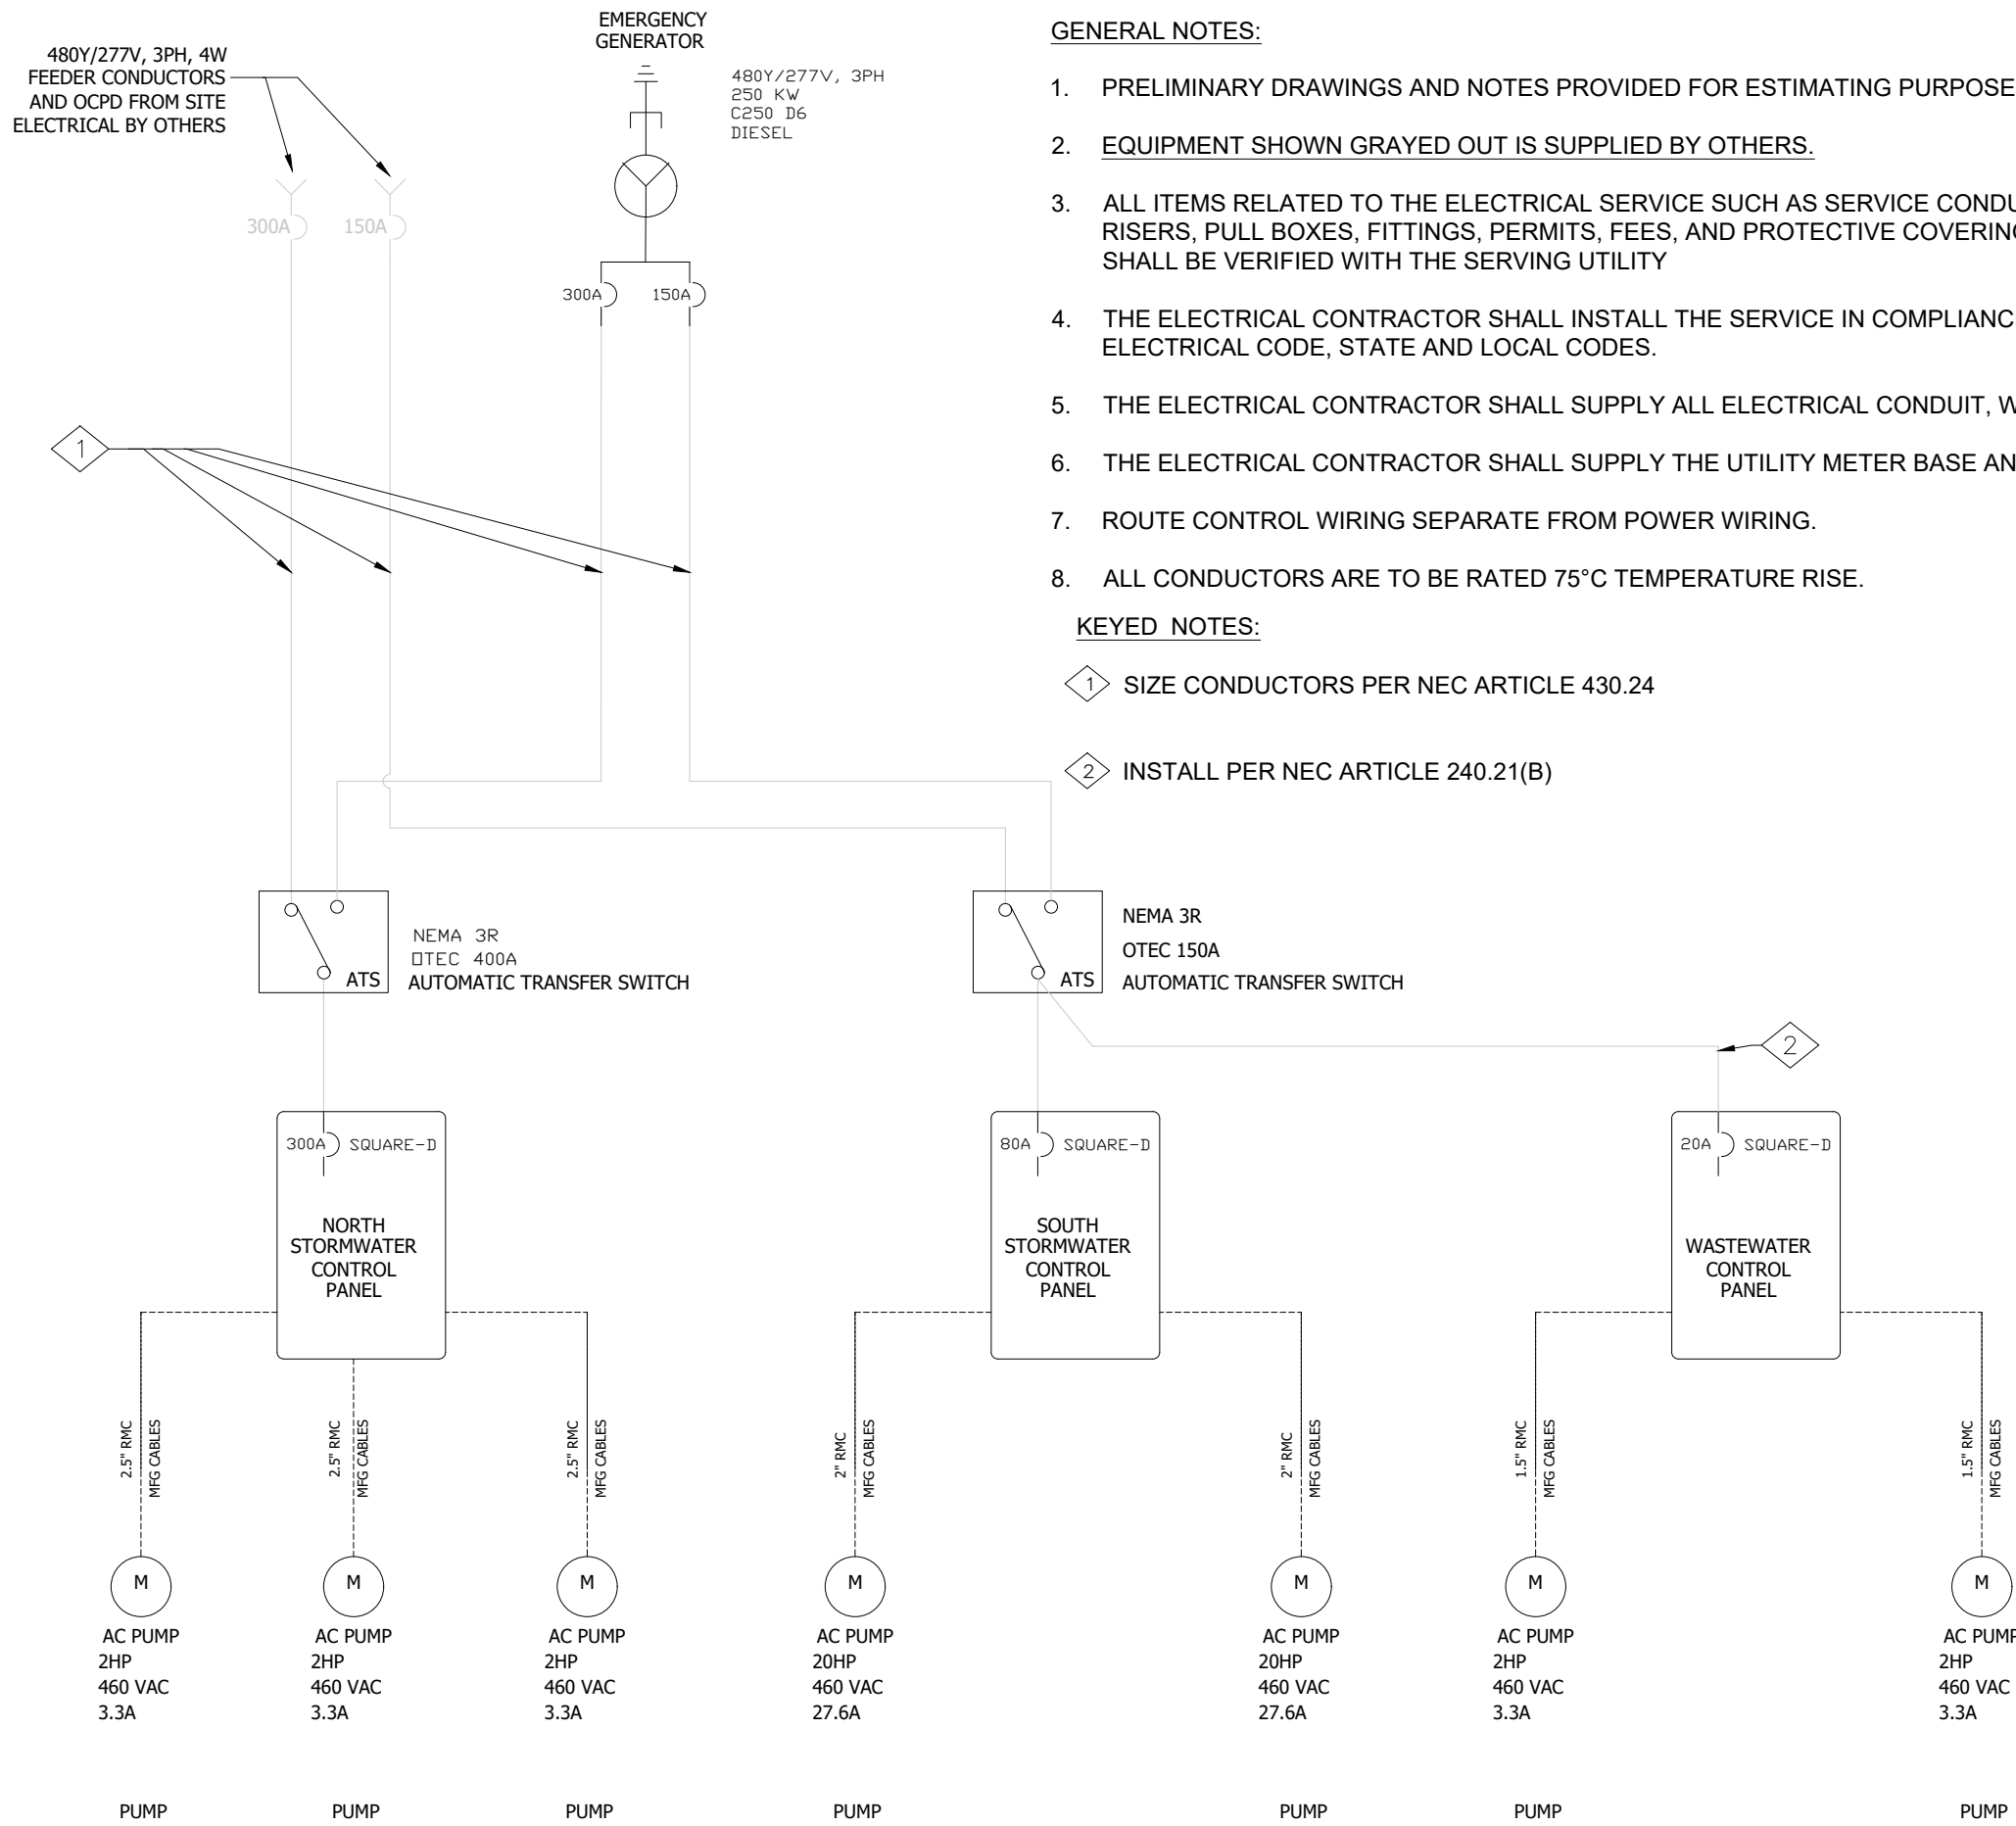 EMERGENCY
GENERATOR
480Y/277V, 3PH, 4W
FEEDER CONDUCTORS
AND OCPD FROM SITE
ELECTRICAL BY OTHERS
480Y/277V, 3PH
250 KW
C250 D6
DIESEL
300A
150A
300A
150A
1
GENERAL NOTES:
1. PRELIMINARY DRAWINGS AND NOTES PROVIDED FOR ESTIMATING PURPOSE
2. EQUIPMENT SHOWN GRAYED OUT IS SUPPLIED BY OTHERS.
3. ALL ITEMS RELATED TO THE ELECTRICAL SERVICE SUCH AS SERVICE CONDU
RISERS, PULL BOXES, FITTINGS, PERMITS, FEES, AND PROTECTIVE COVERING
SHALL BE VERIFIED WITH THE SERVING UTILITY
4. THE ELECTRICAL CONTRACTOR SHALL INSTALL THE SERVICE IN COMPLIANC
ELECTRICAL CODE, STATE AND LOCAL CODES.
5. THE ELECTRICAL CONTRACTOR SHALL SUPPLY ALL ELECTRICAL CONDUIT, W
6. THE ELECTRICAL CONTRACTOR SHALL SUPPLY THE UTILITY METER BASE AN
7. ROUTE CONTROL WIRING SEPARATE FROM POWER WIRING.
8. ALL CONDUCTORS ARE TO BE RATED 75°C TEMPERATURE RISE.
KEYED NOTES:
1 SIZE CONDUCTORS PER NEC ARTICLE 430.24
2 INSTALL PER NEC ARTICLE 240.21(B)
ATS
NEMA 3R
OTEC 400A
AUTOMATIC TRANSFER SWITCH
ATS
NEMA 3R
OTEC 150A
AUTOMATIC TRANSFER SWITCH
2
300A SQUARE-D
NORTH
STORMWATER
CONTROL
PANEL
80A SQUARE-D
SOUTH
STORMWATER
CONTROL
PANEL
20A SQUARE-D
WASTEWATER
CONTROL
PANEL
2.5" RMC
MFG CABLES
2.5" RMC
MFG CABLES
2.5" RMC
MFG CABLES
2" RMC
MFG CABLES
2" RMC
MFG CABLES
1.5" RMC
MFG CABLES
1.5" RMC
MFG CABLES
M
AC PUMP
2HP
460 VAC
3.3A
PUMP
M
AC PUMP
2HP
460 VAC
3.3A
PUMP
M
AC PUMP
2HP
460 VAC
3.3A
PUMP
M
AC PUMP
20HP
460 VAC
27.6A
PUMP
M
AC PUMP
20HP
460 VAC
27.6A
PUMP
M
AC PUMP
2HP
460 VAC
3.3A
PUMP
M
AC PUMP
2HP
460 VAC
3.3A
PUMP